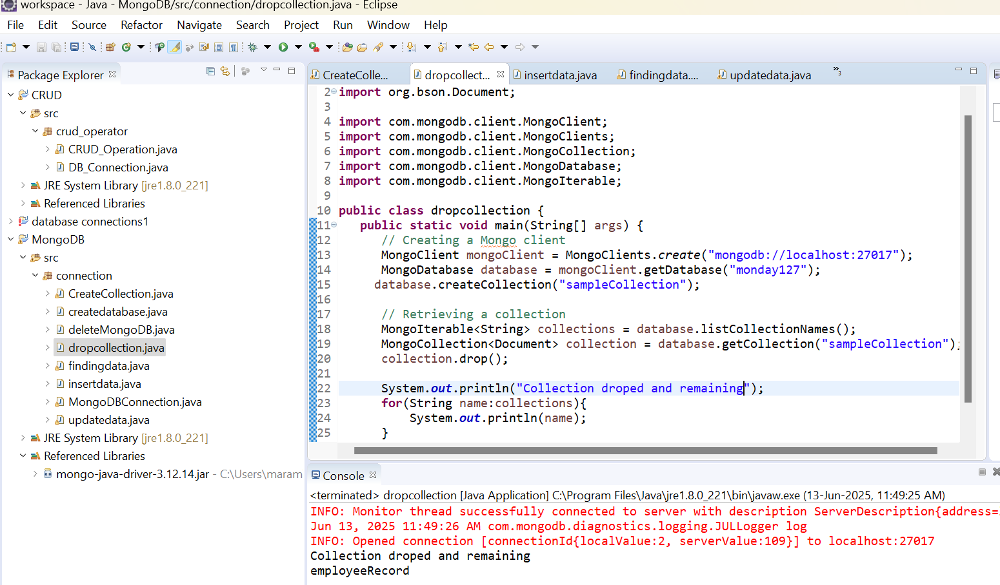 workspace - Java - MongoDB/src/connection/dropcollection.java - Eclipse
File Edit Source Refactor Navigate Search Project Run Window Help
Package Explorer
CRUD
src
crud_operator
CRUD_Operation.java
DB_Connection.java
JRE System Library [jre1.8.0_221]
Referenced Libraries
database connections1
MongoDB
src
connection
CreateCollection.java
createdatabase.java
deleteMongoDB.java
dropcollection.java
findingdata.java
insertdata.java
MongoDBConnection.java
updatedata.java
JRE System Library [jre1.8.0_221]
Referenced Libraries
mongo-java-driver-3.12.14.jar - C:\Users\maram
CreateColle... dropcollect... insertdata.java findingdata.... updatedata.java »3
2 import org.bson.Document;
3
4 import com.mongodb.client.MongoClient;
5 import com.mongodb.client.MongoClients;
6 import com.mongodb.client.MongoCollection;
7 import com.mongodb.client.MongoDatabase;
8 import com.mongodb.client.MongoIterable;
9
10 public class dropcollection {
11 public static void main(String[] args) {
12 // Creating a Mongo client
13 MongoClient mongoClient = MongoClients.create("mongodb://localhost:27017");
14 MongoDatabase database = mongoClient.getDatabase("monday127");
15 database.createCollection("sampleCollection");
16
17 // Retrieving a collection
18 MongoIterable<String> collections = database.listCollectionNames();
19 MongoCollection<Document> collection = database.getCollection("sampleCollection");
20 collection.drop();
21
22 System.out.println("Collection droped and remaining");
23 for(String name:collections){
24 System.out.println(name);
25 }
Console
<terminated> dropcollection [Java Application] C:\Program Files\Java\jre1.8.0_221\bin\javaw.exe (13-Jun-2025, 11:49:25 AM)
INFO: Monitor thread successfully connected to server with description ServerDescription{address=
Jun 13, 2025 11:49:26 AM com.mongodb.diagnostics.logging.JULLogger log
INFO: Opened connection [connectionId{localValue:2, serverValue:109}] to localhost:27017
Collection droped and remaining
employeeRecord